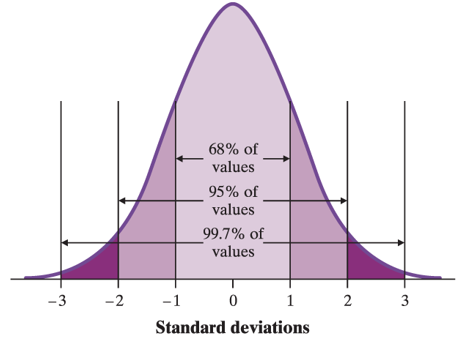 68% of
values
95% of
values
99.7% of
values
−3 −2 −1 0 1 2 3
Standard deviations